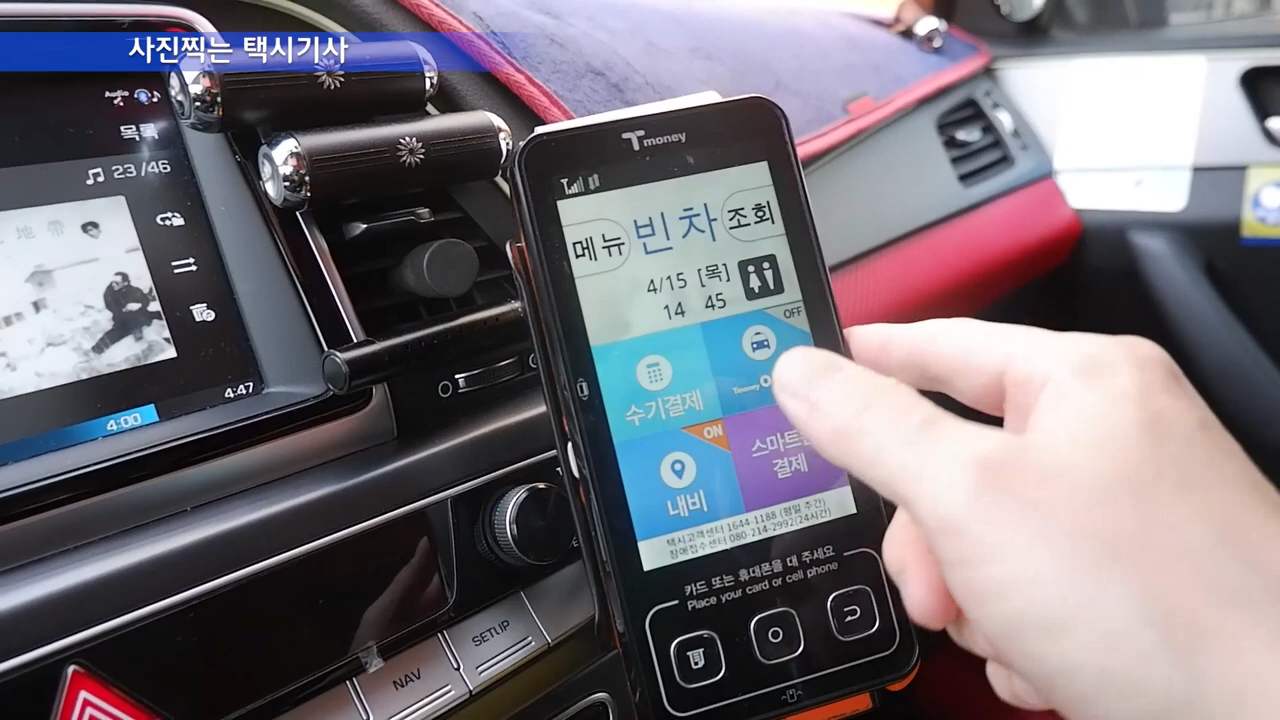 사진찍는 택시기사
Audio
목록
23/46
地帶
4:47
4:00
NAV
SETUP
Tmoney
메뉴 빈차 조회
4/15 [목]
14 45
OFF
수기결제
Tmoney
ON
내비
스마트
결제
택시고객센터 1644-1188 (평일 주간)
장애접수센터 080-214-2992(24시간)
카드 또는 휴대폰을 대 주세요
Place your card or cell phone